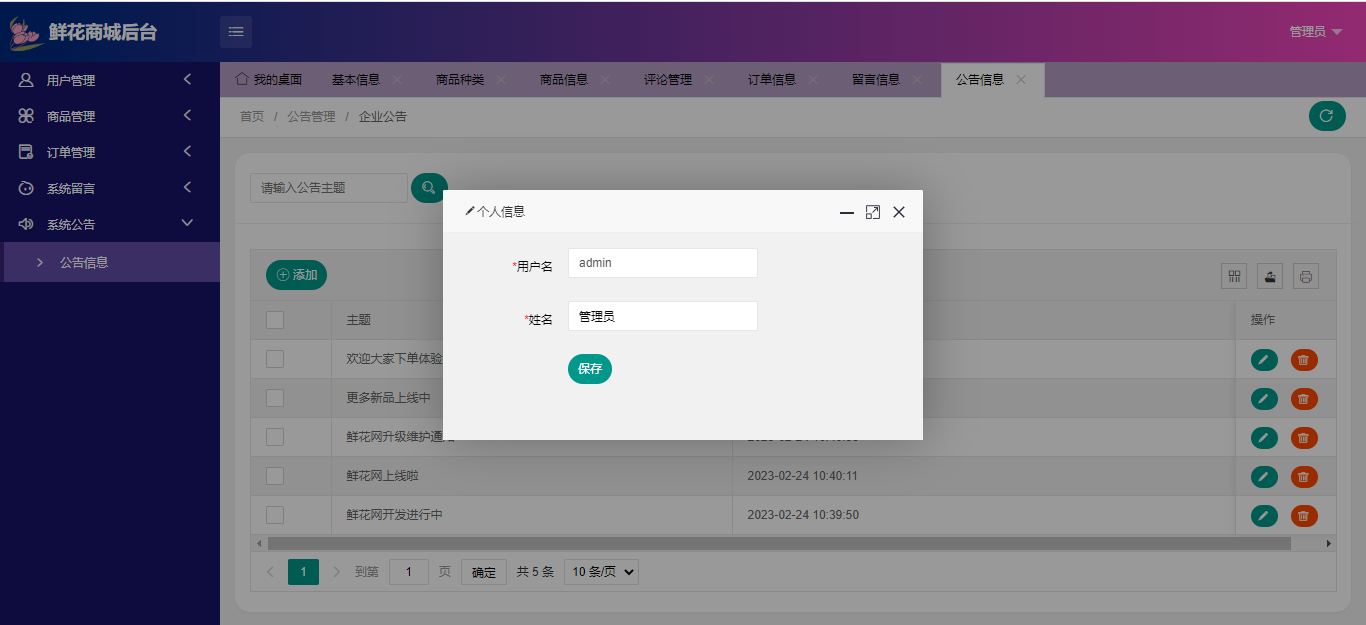 鲜花商城后台
管理员
用户管理
商品管理
订单管理
系统留言
系统公告
公告信息
我的桌面 基本信息 商品种类 商品信息 评论管理 订单信息 留言信息 公告信息
首页 / 公告管理 / 企业公告
请输入公告主题
个人信息
*用户名 admin
*姓名 管理员
保存
添加
主题 操作
欢迎大家下单体验
更多新品上线中
鲜花网升级维护通
鲜花网上线啦 2023-02-24 10:40:11
鲜花网开发进行中 2023-02-24 10:39:50
1 到第 1 页 确定 共 5 条 10 条/页